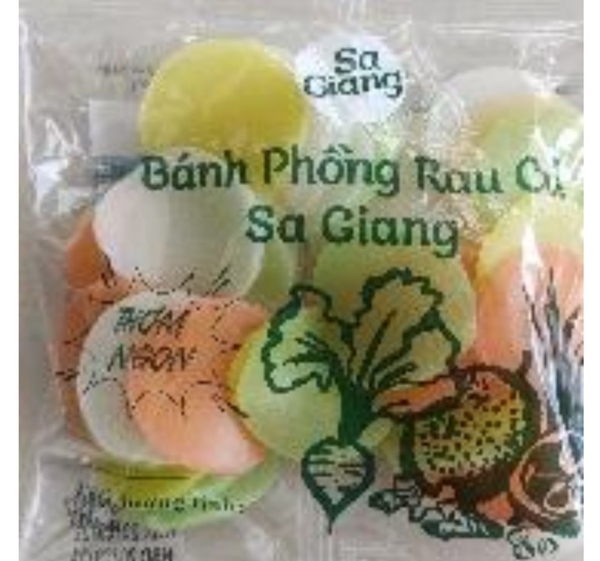 Sa
Giang
Bánh Phồng Rau Củ
Sa Giang
THƠM
NGON